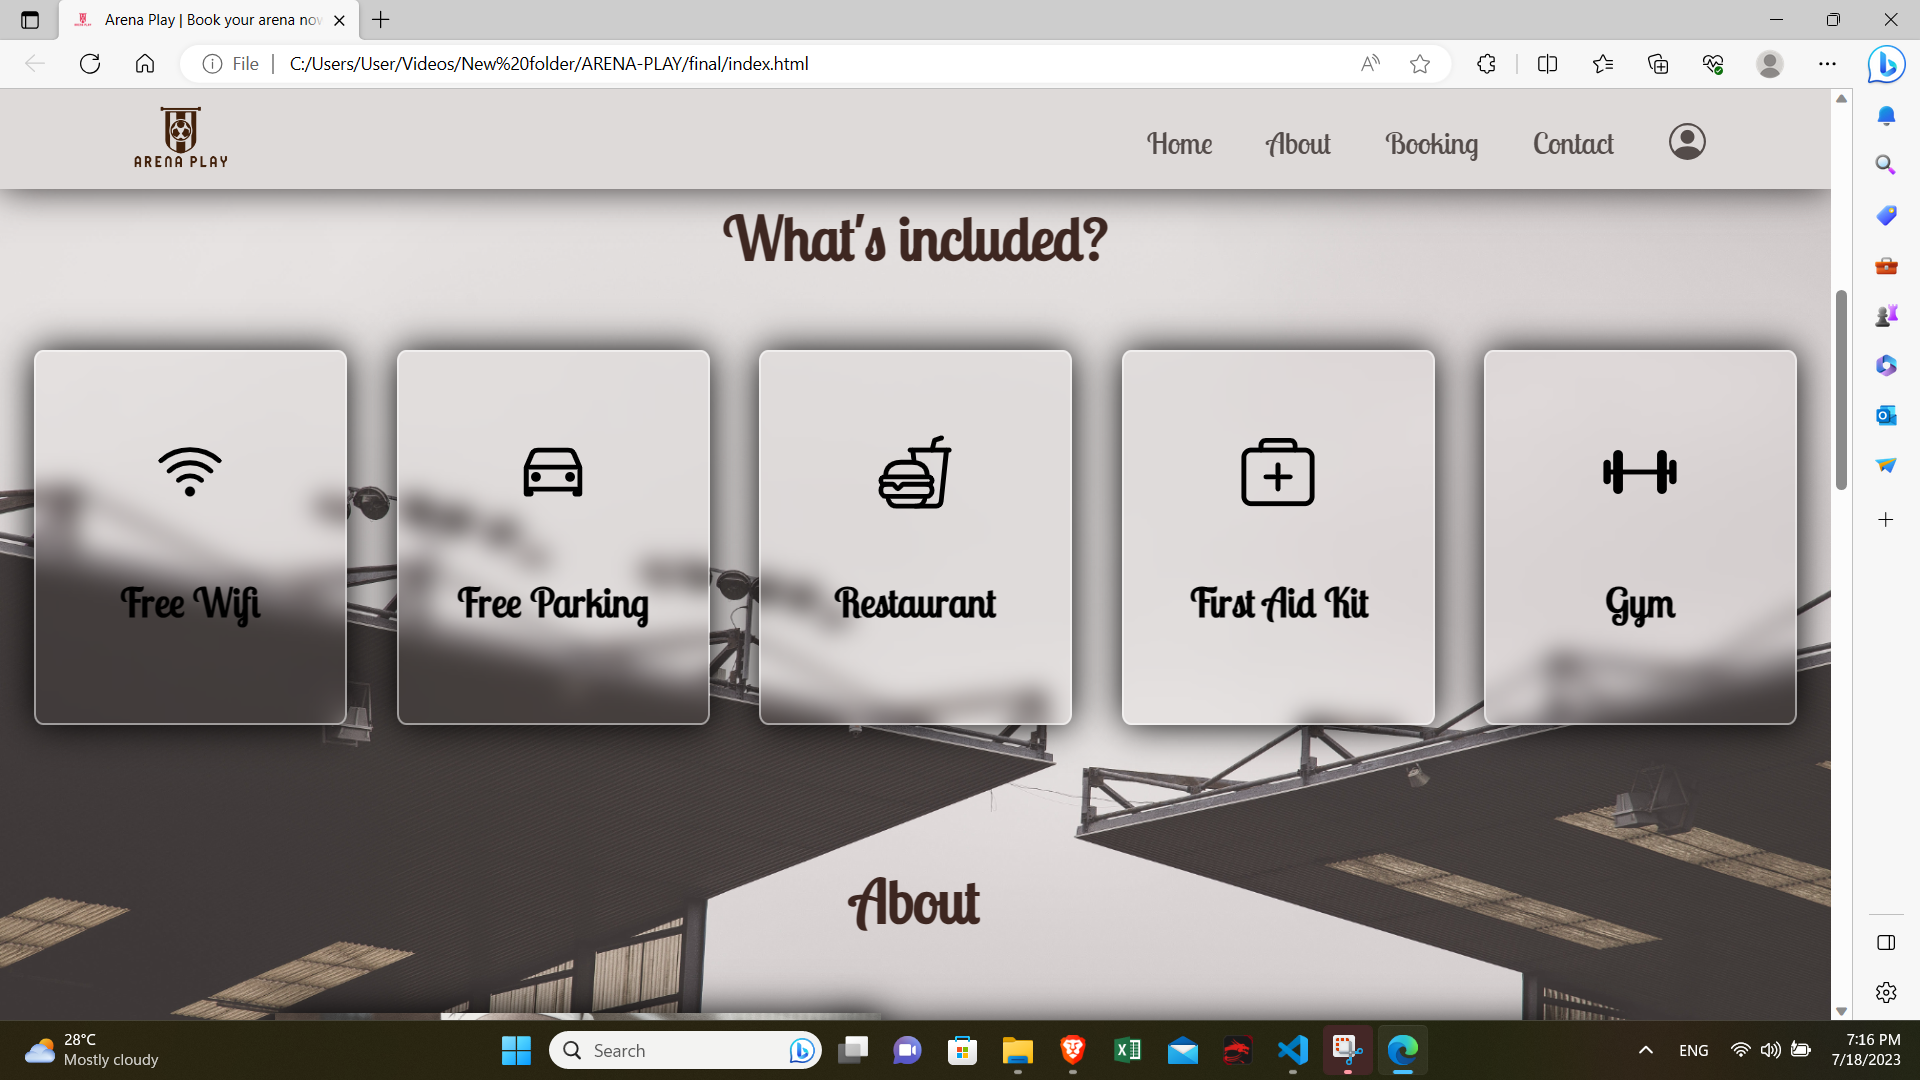 Arena Play | Book your arena nov
File
C:/Users/User/Videos/New%20folder/ARENA-PLAY/final/index.html
ARENA PLAY
Home
About
Booking
Contact
What's included?
Free Wifi
Free Parking
Restaurant
First Aid Kit
Gym
About
28°C
Mostly cloudy
Search
ENG
7:16 PM
7/18/2023